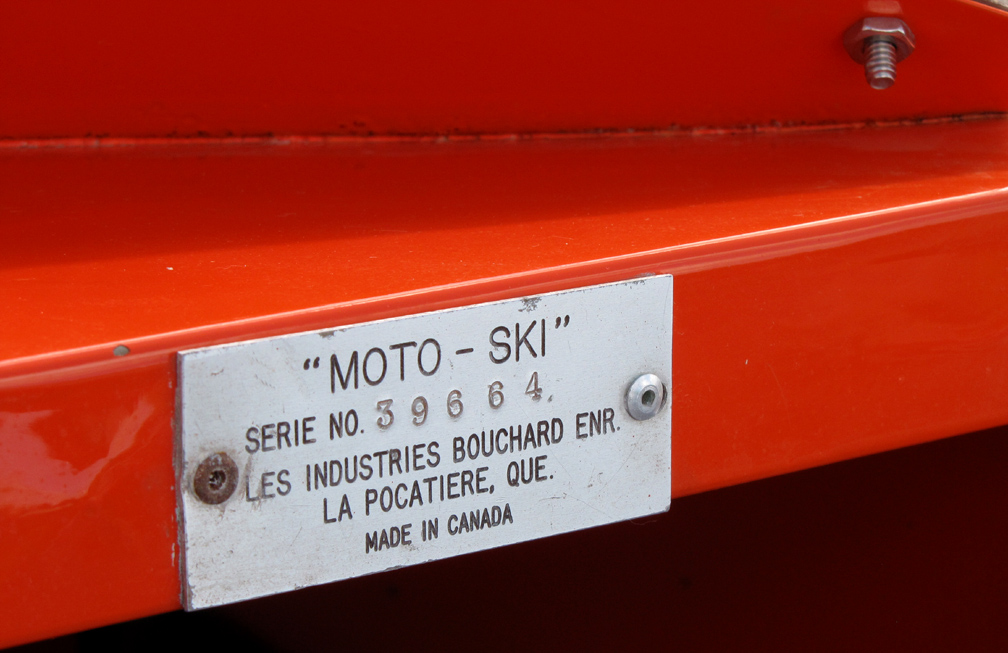 “MOTO - SKI”
SERIE NO. 39664.
LES INDUSTRIES BOUCHARD ENR.
LA POCATIERE, QUE.
MADE IN CANADA